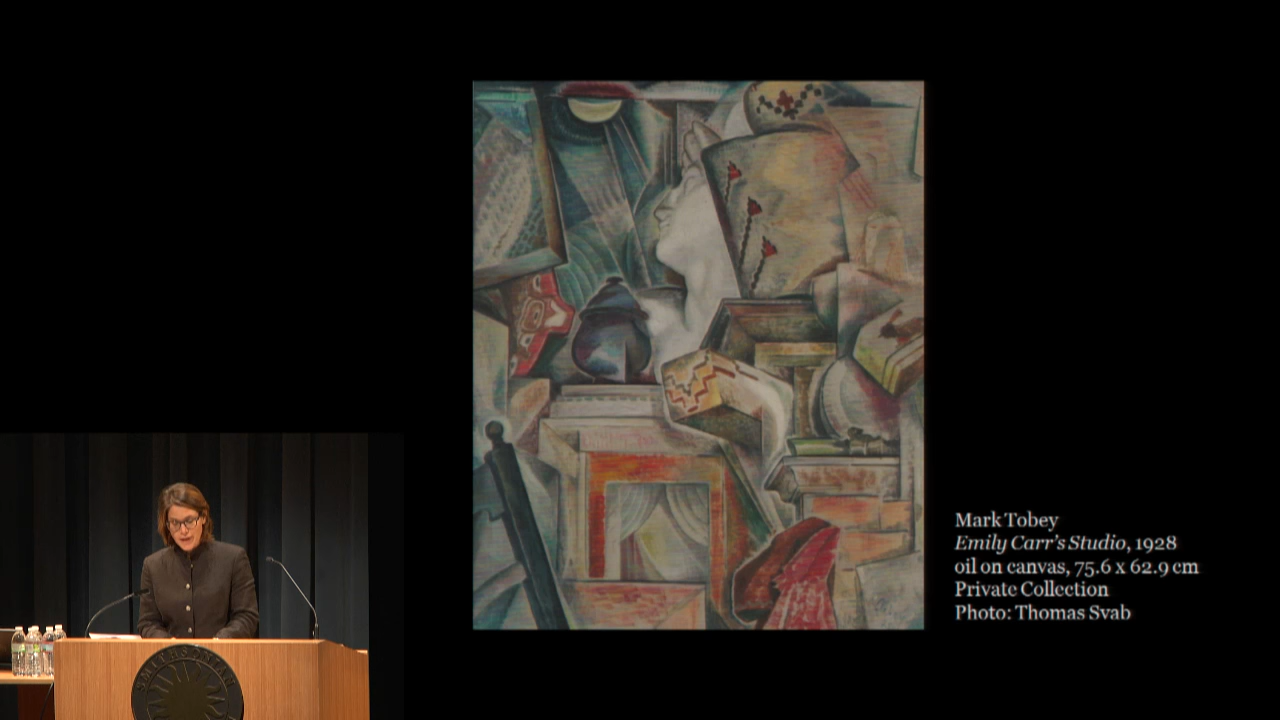 Mark Tobey
Emily Carr's Studio, 1928
oil on canvas, 75.6 x 62.9 cm
Private Collection
Photo: Thomas Svab
SMITHSONIAN